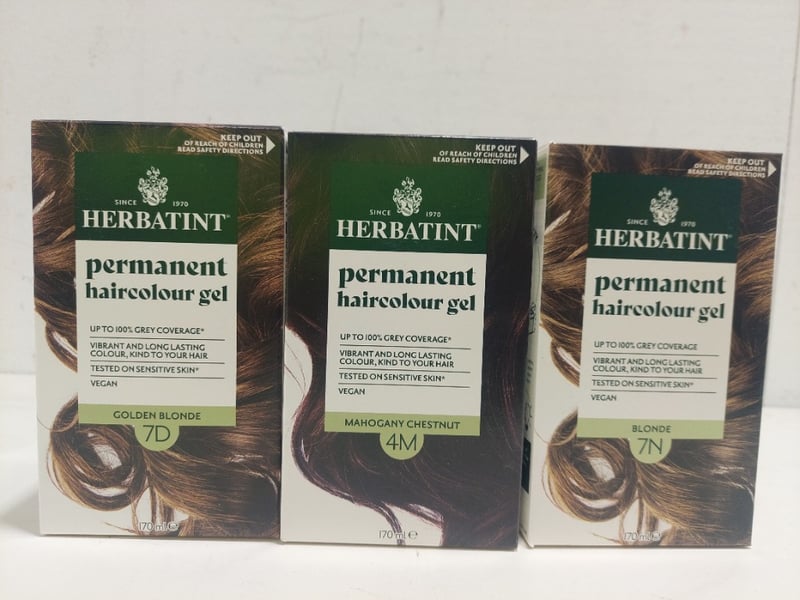 KEEP OUT
OF REACH OF CHILDREN
READ SAFETY DIRECTIONS
SINCE 1970
HERBATINT®
permanent
haircolour gel
UP TO 100% GREY COVERAGE*
VIBRANT AND LONG LASTING
COLOUR, KIND TO YOUR HAIR
TESTED ON SENSITIVE SKIN*
VEGAN
GOLDEN BLONDE
7D
170 ml ℮
KEEP OUT
OF REACH OF CHILDREN
READ SAFETY DIRECTIONS
SINCE 1970
HERBATINT®
permanent
haircolour gel
UP TO 100% GREY COVERAGE*
VIBRANT AND LONG LASTING
COLOUR, KIND TO YOUR HAIR
TESTED ON SENSITIVE SKIN*
VEGAN
MAHOGANY CHESTNUT
4M
170 ml ℮
KEEP OUT
OF REACH OF CHILDREN
READ SAFETY DIRECTIONS
SINCE 1970
HERBATINT®
permanent
haircolour gel
UP TO 100% GREY COVERAGE
VIBRANT AND LONG LASTING
COLOUR, KIND TO YOUR HAIR
TESTED ON SENSITIVE SKIN*
VEGAN
BLONDE
7N
170 ml ℮